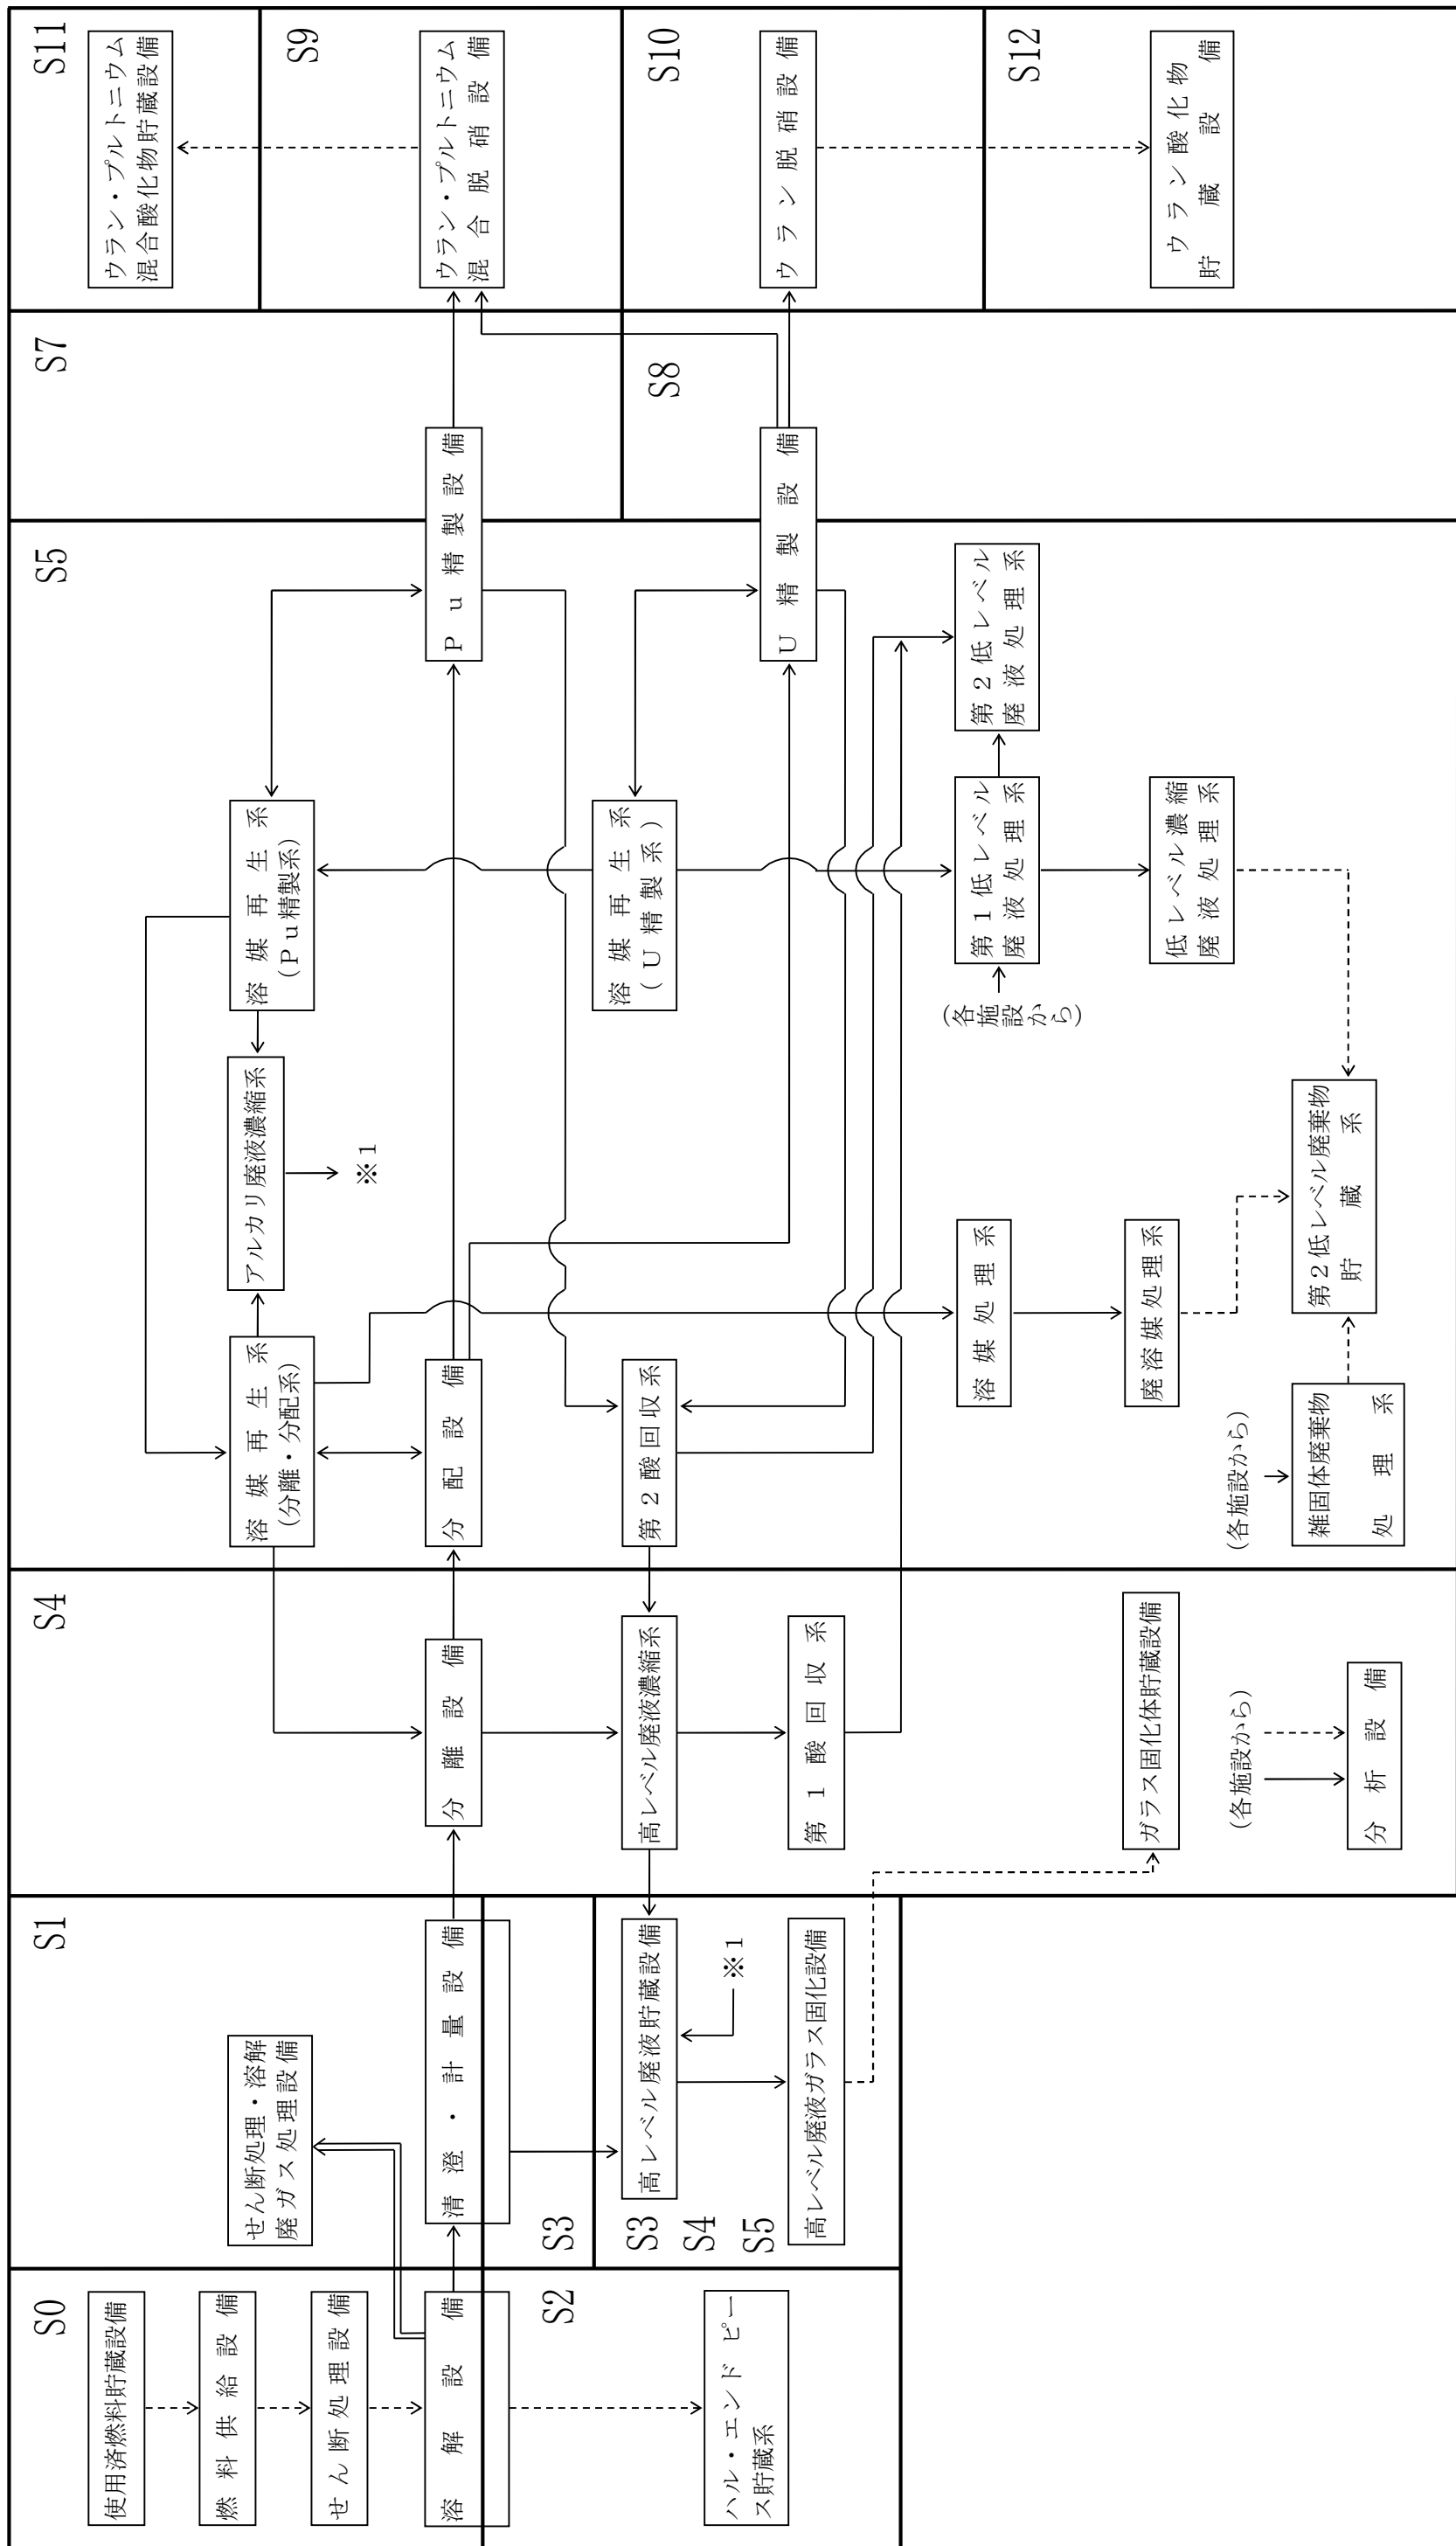 S0
使用済燃料貯蔵設備
燃料供給設備
せん断処理設備
溶解設備
S2
ハル・エンドピー
ス貯蔵系
S1
せん断処理・溶解
廃ガス処理設備
清澄・計量設備
S3
S3
S4
S5
高レベル廃液貯蔵設備
※1
高レベル廃液ガラス固化設備
S4
分離設備
高レベル廃液濃縮系
第1酸回収系
ガラス固化体貯蔵設備
(各施設から)
分析設備
S5
溶媒再生系
(分離・分配系)
アルカリ廃液濃縮系
※1
溶媒再生系
(Pu精製系)
分配設備
Pu精製設備
第2酸回収系
溶媒再生系
(U精製系)
U精製設備
溶媒処理系
廃溶媒処理系
(各施設から)
第1低レベル
廃液処理系
第2低レベル
廃液処理系
低レベル濃縮
廃液処理系
(各施設から)
雑固体廃棄物
処理系
第2低レベル廃棄物
貯蔵系
S7
S8
S11
ウラン・プルトニウム
混合酸化物貯蔵設備
S9
ウラン・プルトニウム
混合脱硝設備
S10
ウラン脱硝設備
S12
ウラン酸化物
貯蔵設備